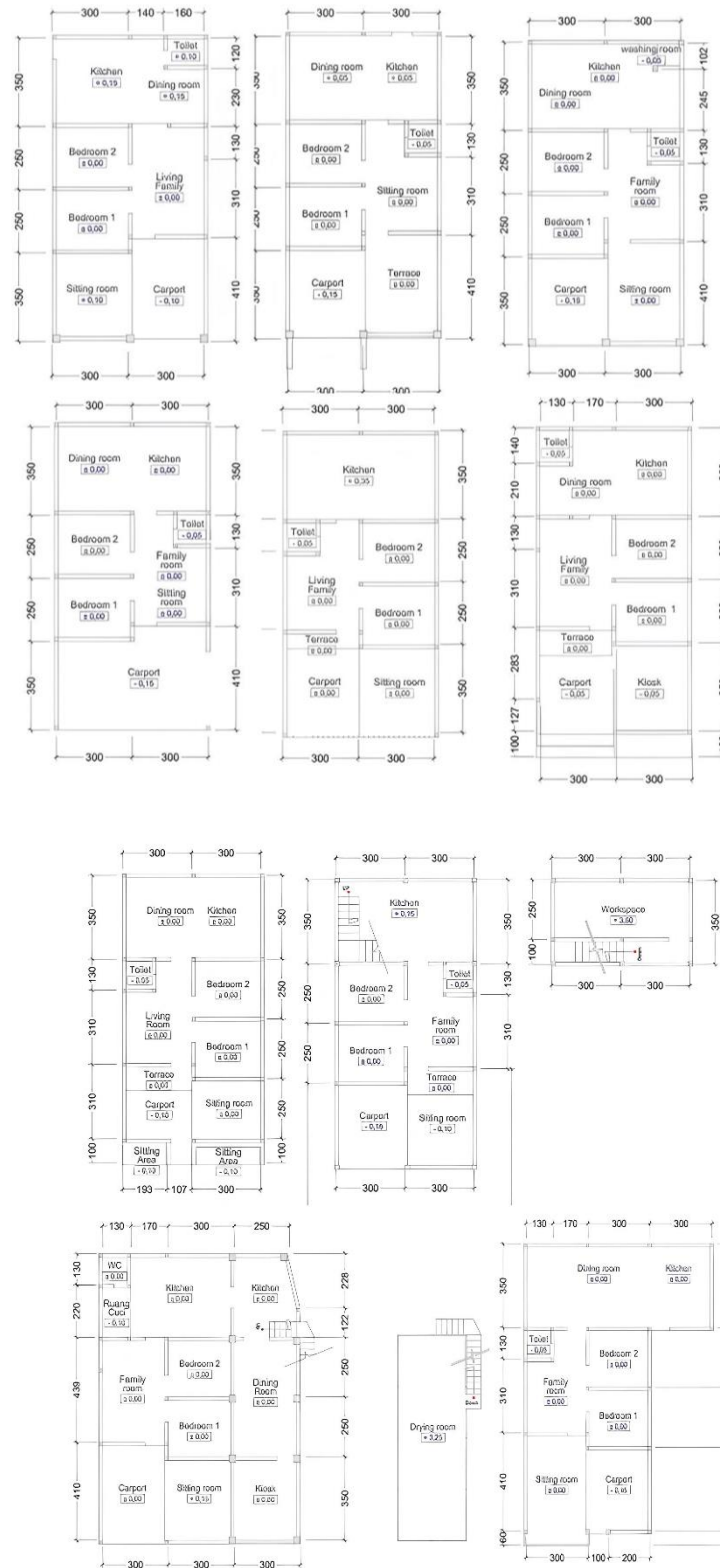 300 140 160
Toilet
+ 0,10
Kitchen
+ 0,15
Dining room
+ 0,15
350
120
230
Bedroom 2
± 0,00
Living
Family
± 0,00
250
130
Bedroom 1
± 0,00
250
310
Sitting room
+ 0,10
Carport
- 0,10
350
410
300 300
300 300
Dining room
+ 0,05
Kitchen
+ 0,05
350
Toilet
- 0,05
Bedroom 2
± 0,00
130
Sitting room
± 0,00
Bedroom 1
± 0,00
310
Carport
- 0,15
Terrace
± 0,00
410
300 300
300 300
washing room
- 0,05
Kitchen
± 0,00
Dining room
± 0,00
350
102
245
Toilet
- 0,05
Bedroom 2
± 0,00
250
130
Family
room
± 0,00
Bedroom 1
± 0,00
250
310
Carport
- 0,15
Sitting room
± 0,00
350
410
300 300
300 300
Dining room
± 0,00
Kitchen
± 0,00
350
350
Toilet
- 0,05
Bedroom 2
± 0,00
250
130
Family
room
± 0,00
Sitting
room
± 0,00
Bedroom 1
± 0,00
250
310
Carport
- 0,15
350
410
300 300
300 300
Kitchen
350
Toilet
- 0,05
Bedroom 2
± 0,00
250
Living
Family
± 0,00
Bedroom 1
± 0,00
250
Terrace
± 0,00
Carport
± 0,00
Sitting room
± 0,00
350
300 300
130 170 300
Toilet
- 0,05
Kitchen
± 0,00
Dining room
± 0,00
140
210
130
Bedroom 2
± 0,00
Living
Family
± 0,00
310
Bedroom 1
± 0,00
Terrace
± 0,00
283
Carport
- 0,05
Kiosk
- 0,05
127
100
300 300
300 300
Dining room
± 0,00
Kitchen
± 0,00
350
350
Toilet
- 0,05
Bedroom 2
± 0,00
130
250
Living
Room
± 0,00
Bedroom 1
± 0,00
310
250
Terrace
± 0,00
Carport
- 0,10
Sitting room
± 0,00
310
250
Sitting
Area
- 0,10
Sitting
Area
- 0,10
100
100
193 107 300
300 300
UP
Kitchen
+ 0,15
350
350
Bedroom 2
± 0,00
Toilet
- 0,05
250
130
Family
room
± 0,00
Bedroom 1
± 0,00
250
310
Terrace
± 0,00
Carport
- 0,10
Sitting room
- 0,10
300 300
300 300
Workspace
+ 3,50
250
350
100
Down
300 300
130 170 300 250
WC
± 0,00
Kitchen
± 0,00
Kitchen
± 0,00
130
228
Ruang
Cuci
- 0,10
220
122
Bedroom 2
± 0,00
Family
room
± 0,00
Dining
Room
± 0,00
439
250
Bedroom 1
± 0,00
250
Carport
± 0,00
Sitting room
+ 0,15
Kiosk
± 0,00
410
350
300 300 300
Drying room
+ 3,25
Down
130 170 300 300
Dining room
± 0,00
Kitchen
± 0,00
350
Toilet
- 0,05
Bedroom 2
± 0,00
130
Family
room
± 0,00
Bedroom 1
± 0,00
310
Sitting room
± 0,00
Carport
410
60
300 100 200